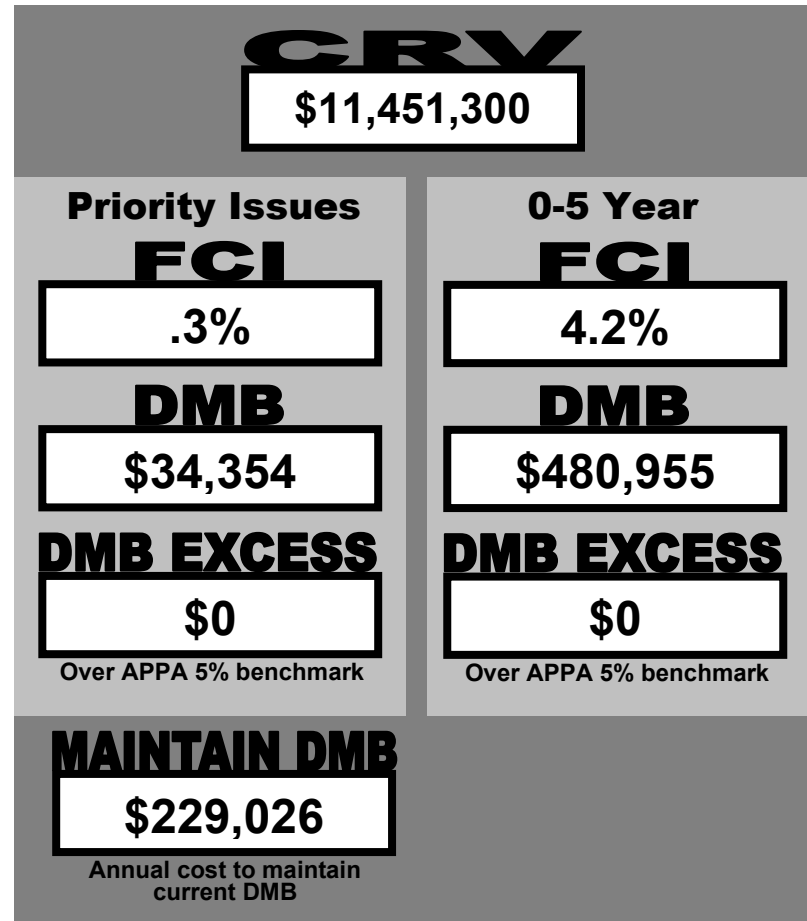 CRV
$11,451,300
Priority Issues
FCI
.3%
DMB
$34,354
DMB EXCESS
$0
Over APPA 5% benchmark
0-5 Year
FCI
4.2%
DMB
$480,955
DMB EXCESS
$0
Over APPA 5% benchmark
MAINTAIN DMB
$229,026
Annual cost to maintain
current DMB